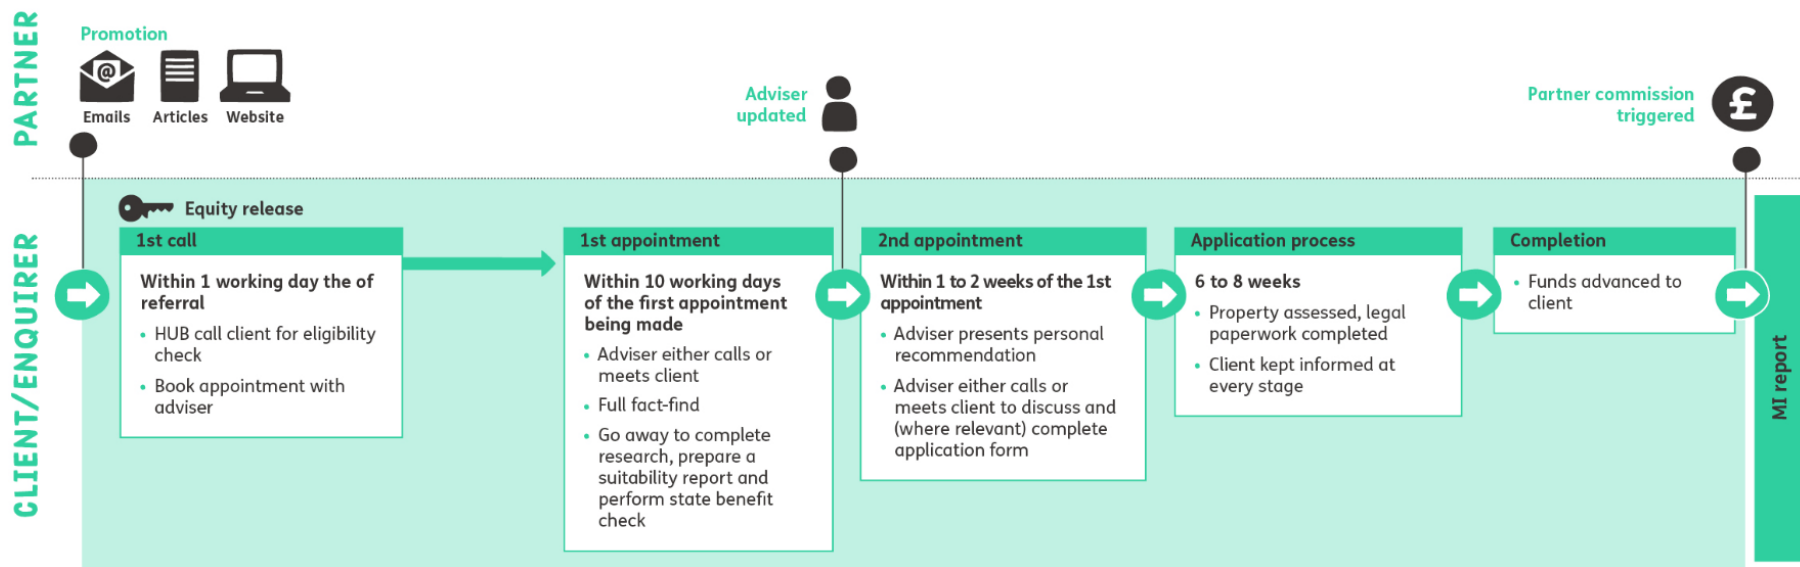 PARTNER
Promotion
@
Emails
Articles
Website
Adviser
updated
Partner commission
triggered
£
CLIENT/ENQUIRER
Equity release
1st call
Within 1 working day the of
referral
• HUB call client for eligibility
check
• Book appointment with
adviser
1st appointment
Within 10 working days
of the first appointment
being made
• Adviser either calls or
meets client
• Full fact-find
• Go away to complete
research, prepare a
suitability report and
perform state benefit
check
2nd appointment
Within 1 to 2 weeks of the 1st
appointment
• Adviser presents personal
recommendation
• Adviser either calls or
meets client to discuss and
(where relevant) complete
application form
Application process
6 to 8 weeks
• Property assessed, legal
paperwork completed
• Client kept informed at
every stage
Completion
• Funds advanced to
client
MI report